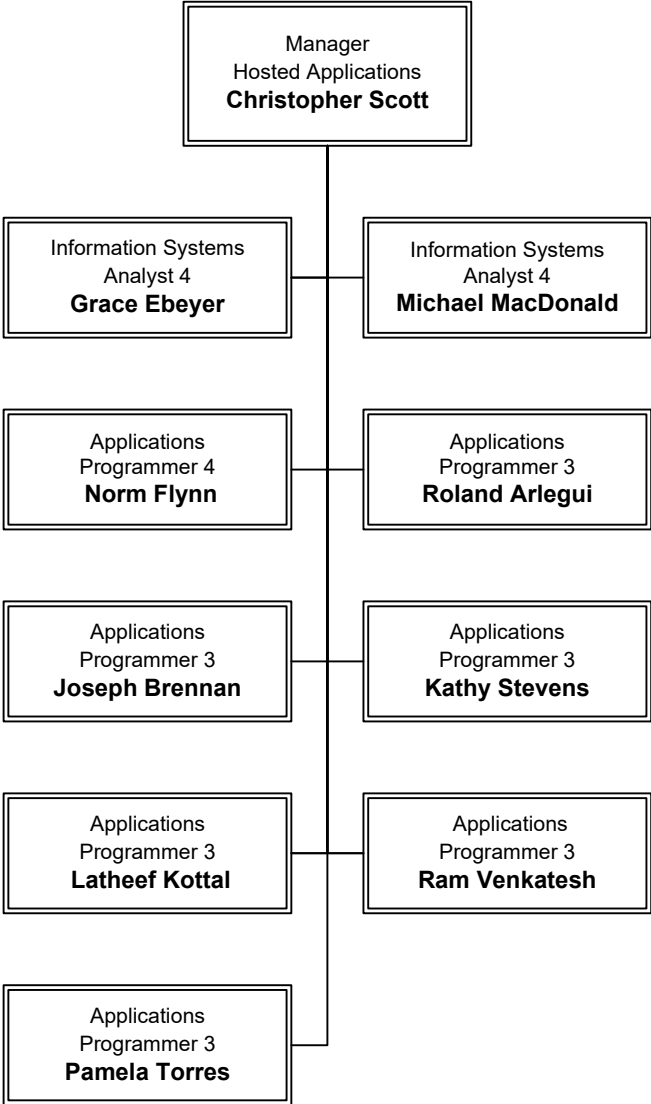 Manager
Hosted Applications
Christopher Scott
Information Systems
Analyst 4
Grace Ebeyer
Information Systems
Analyst 4
Michael MacDonald
Applications
Programmer 4
Norm Flynn
Applications
Programmer 3
Roland Arlegui
Applications
Programmer 3
Joseph Brennan
Applications
Programmer 3
Kathy Stevens
Applications
Programmer 3
Latheef Kottal
Applications
Programmer 3
Ram Venkatesh
Applications
Programmer 3
Pamela Torres